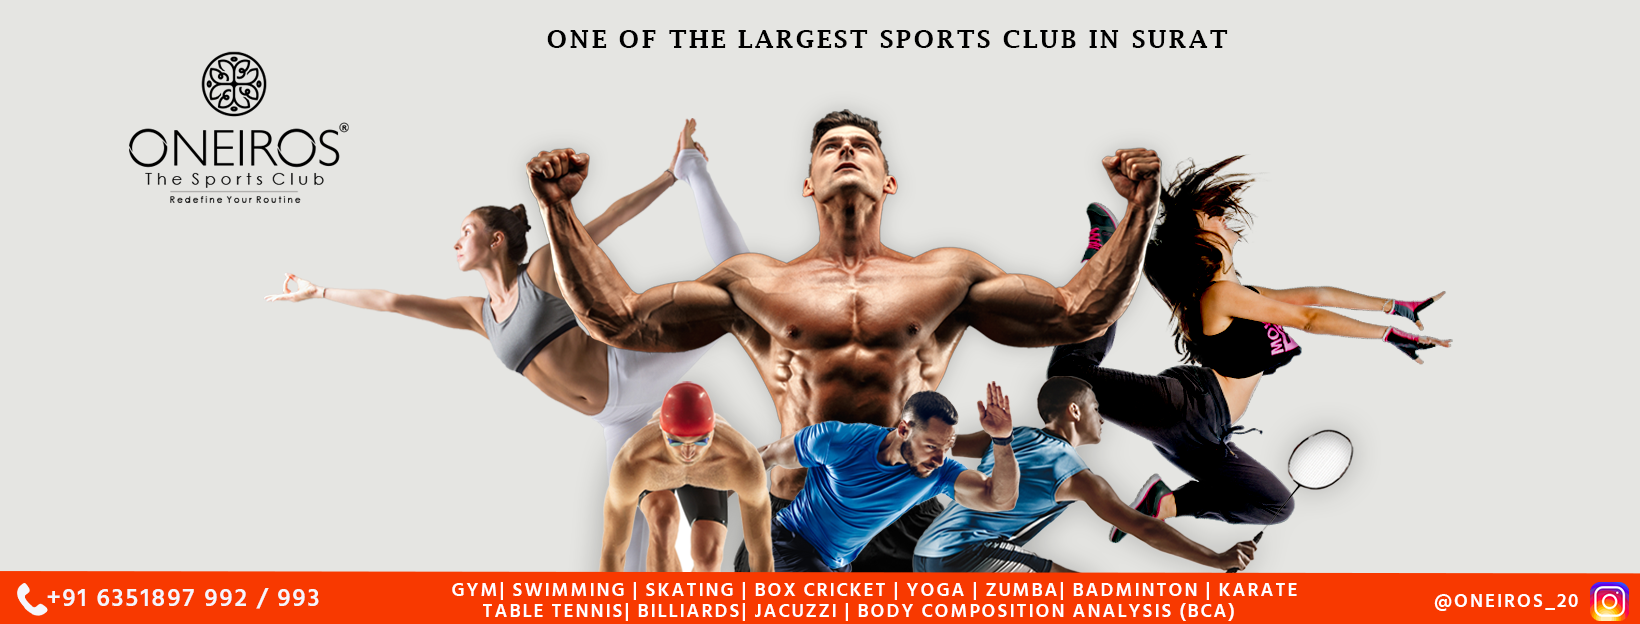 ONE OF THE LARGEST SPORTS CLUB IN SURAT
ONEIROS®
The Sports Club
Redefine Your Routine
MO
+91 6351897 992 / 993
GYM| SWIMMING | SKATING | BOX CRICKET | YOGA | ZUMBA| BADMINTON | KARATE
TABLE TENNIS| BILLIARDS| JACUZZI | BODY COMPOSITION ANALYSIS (BCA)
@ONEIROS_20